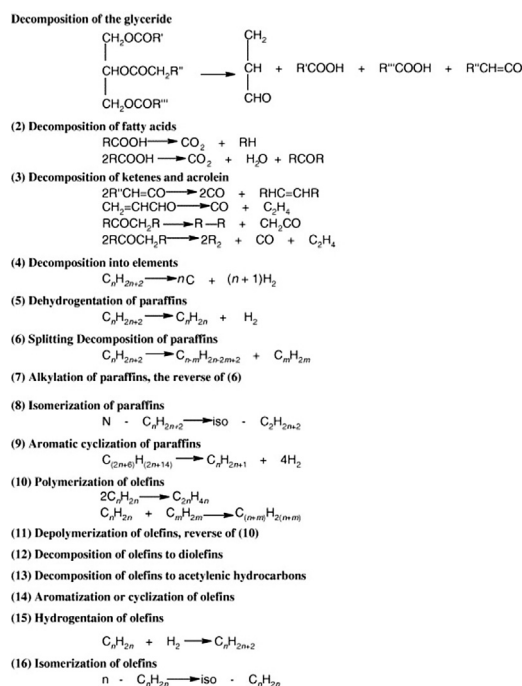 Decomposition of the glyceride
CH₂OCOR' CH₂
CHOCOCH₂R" → CH + R'COOH + R'''COOH + R"CH=CO
CH₂OCOR''' CHO
(2) Decomposition of fatty acids
RCOOH → CO₂ + RH
2RCOOH → CO₂ + H₂O + RCOR
(3) Decomposition of ketenes and acrolein
2R"CH=CO → 2CO + RHC=CHR
CH₂=CHCHO → CO + C₂H₄
RCOCH₂R → R–R + CH₂CO
2RCOCH₂R → 2R₂ + CO + C₂H₄
(4) Decomposition into elements
CₙH₂ₙ₊₂ → nC + (n + 1)H₂
(5) Dehydrogentation of paraffins
CₙH₂ₙ₊₂ → CₙH₂ₙ + H₂
(6) Splitting Decomposition of paraffins
CₙH₂ₙ₊₂ → Cₙ₋ₘH₂ₙ₋₂ₘ₊₂ + CₘH₂ₘ
(7) Alkylation of paraffins, the reverse of (6)
(8) Isomerization of paraffins
N - CₙH₂ₙ₊₂ → iso - C₂H₂ₙ₊₂
(9) Aromatic cyclization of paraffins
C₍₂ₙ₊₆₎H₍₂ₙ₊₁₄₎ → CₙH₂ₙ₊₁ + 4H₂
(10) Polymerization of olefins
2CₙH₂ₙ → C₂ₙH₄ₙ
CₙH₂ₙ + CₘH₂ₘ → C₍ₙ₊ₘ₎H₂₍ₙ₊ₘ₎
(11) Depolymerization of olefins, reverse of (10)
(12) Decomposition of olefins to diolefins
(13) Decomposition of olefins to acetylenic hydrocarbons
(14) Aromatization or cyclization of olefins
(15) Hydrogentaion of olefins
CₙH₂ₙ + H₂ → CₙH₂ₙ₊₂
(16) Isomerization of olefins
n - CₙH₂ₙ → iso - CₙH₂ₙ